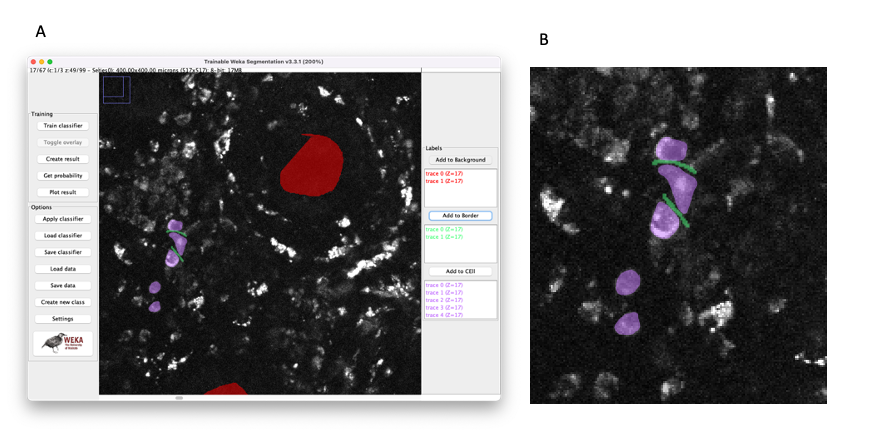 A
B
Trainable Weka Segmentation v3.3.1 (200%)
17/67 (c:1/3 z:49/99 - Series0); 400.00x400.00 microns (517x517); 8-bit; 17MB
Training
Train classifier
Toggle overlay
Create result
Get probability
Plot result
Options
Apply classifier
Load classifier
Save classifier
Load data
Save data
Create new class
Settings
WEKA
Labels
Add to Background
trace 0 (Z=17)
trace 1 (Z=17)
Add to Border
trace 0 (Z=17)
trace 1 (Z=17)
Add to CEll
trace 0 (Z=17)
trace 1 (Z=17)
trace 2 (Z=17)
trace 3 (Z=17)
trace 4 (Z=17)